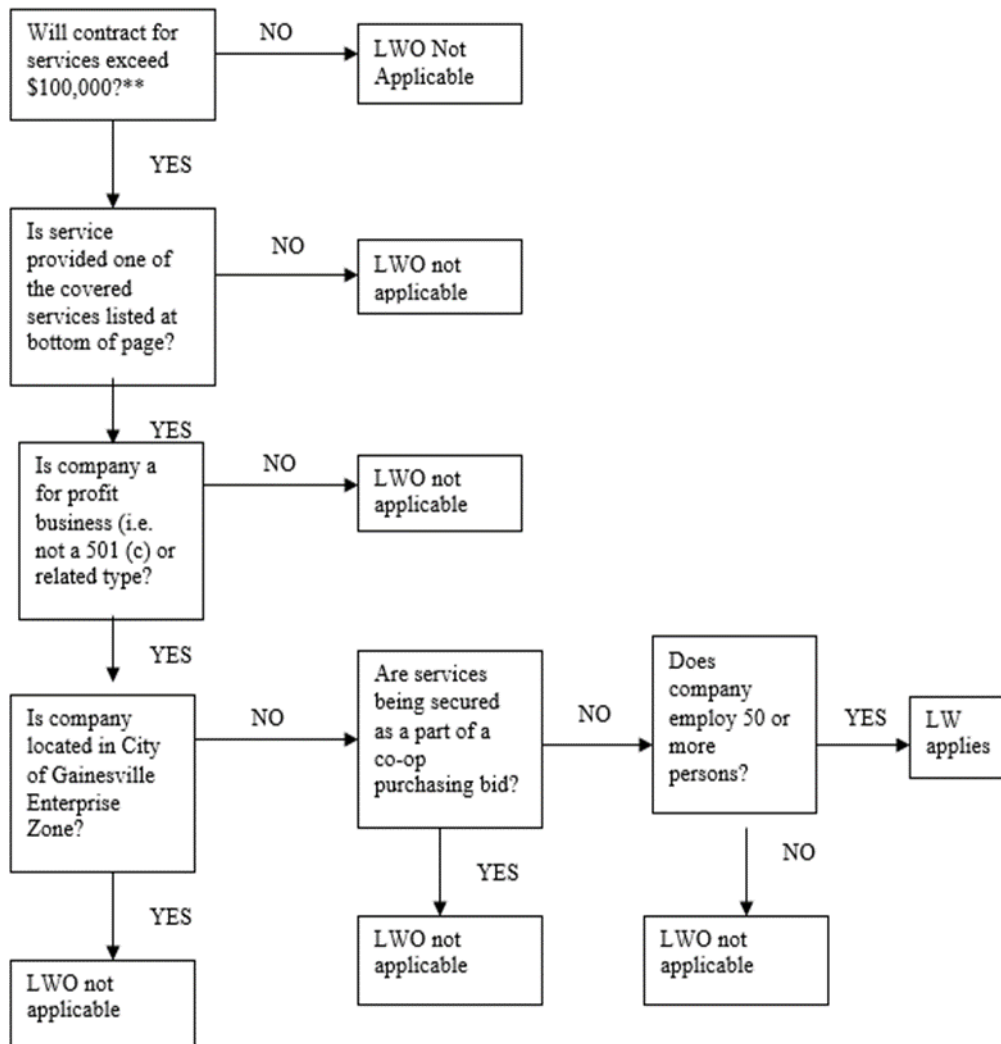 Will contract for
services exceed
$100,000?**
NO
LWO Not
Applicable
YES
Is service
provided one of
the covered
services listed at
bottom of page?
NO
LWO not
applicable
YES
Is company a
for profit
business (i.e.
not a 501 (c) or
related type?
NO
LWO not
applicable
YES
Is company
located in City
of Gainesville
Enterprise
Zone?
NO
Are services
being secured
as a part of a
co-op
purchasing bid?
NO
Does
company
employ 50 or
more
persons?
YES
LW
applies
YES
LWO not
applicable
YES
LWO not
applicable
NO
LWO not
applicable